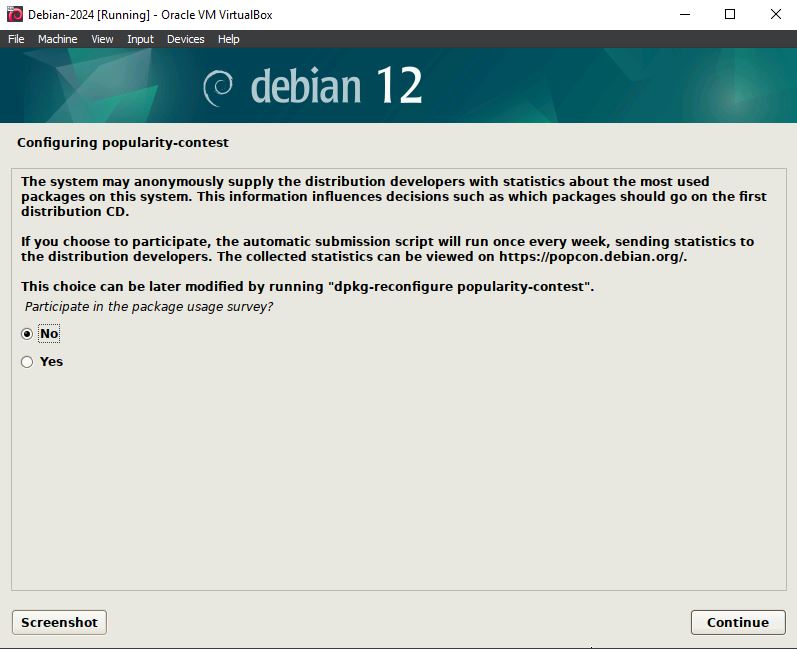 Debian-2024 [Running] - Oracle VM VirtualBox
File Machine View Input Devices Help
debian 12
Configuring popularity-contest
The system may anonymously supply the distribution developers with statistics about the most used
packages on this system. This information influences decisions such as which packages should go on the first
distribution CD.
If you choose to participate, the automatic submission script will run once every week, sending statistics to
the distribution developers. The collected statistics can be viewed on https://popcon.debian.org/.
This choice can be later modified by running "dpkg-reconfigure popularity-contest".
Participate in the package usage survey?
No
Yes
Screenshot Continue